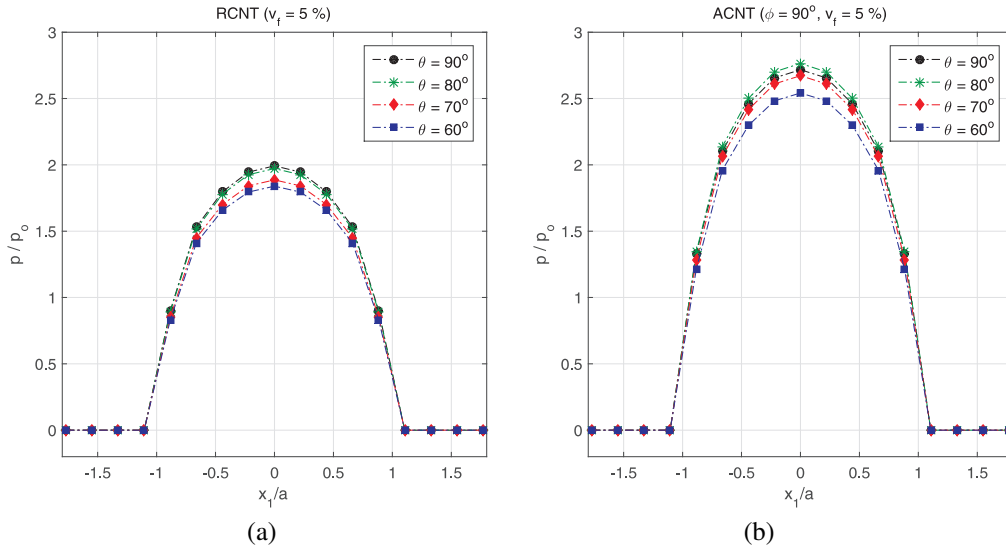 RCNT (v_f = 5 %)
3
2.5
2
1.5
1
0.5
0
p / p_o
-1.5 -1 -0.5 0 0.5 1 1.5
x_1/a
θ = 90°
θ = 80°
θ = 70°
θ = 60°
(a)
ACNT (ϕ = 90°, v_f = 5 %)
3
2.5
2
1.5
1
0.5
0
p / p_o
-1.5 -1 -0.5 0 0.5 1 1.5
x_1/a
θ = 90°
θ = 80°
θ = 70°
θ = 60°
(b)